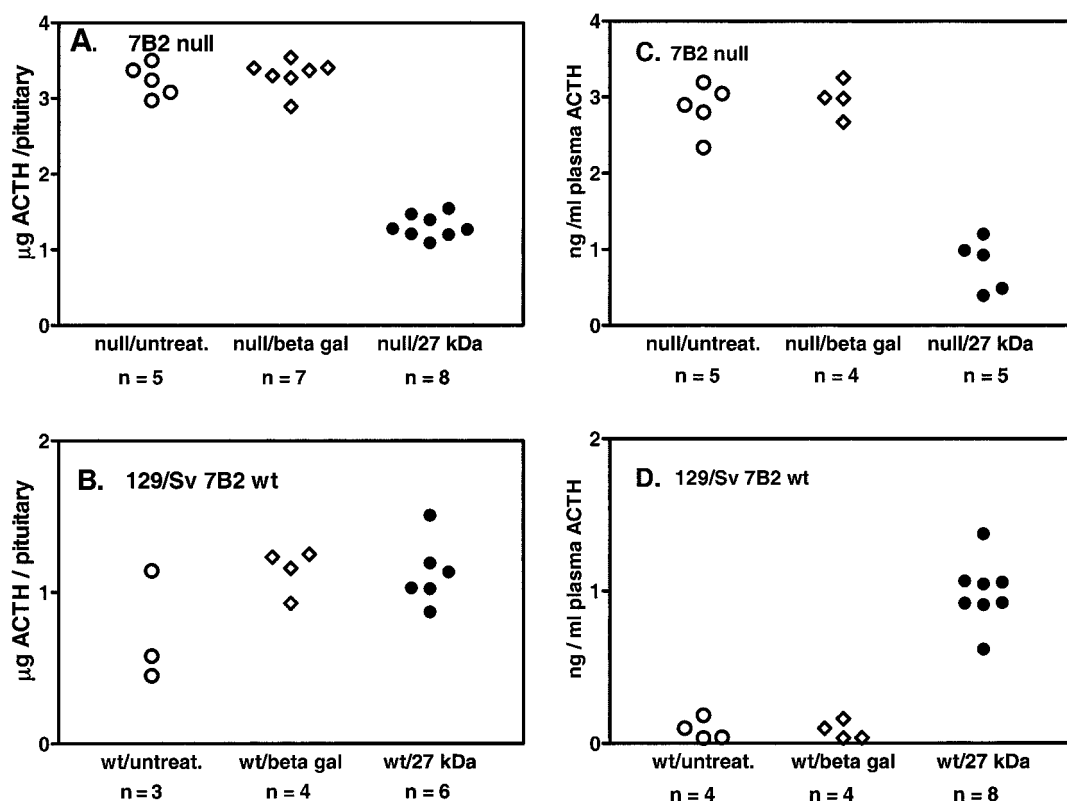 A. 7B2 null
µg ACTH /pituitary
4
3
2
1
0
null/untreat. null/beta gal null/27 kDa
n = 5 n = 7 n = 8
C. 7B2 null
ng /ml plasma ACTH
4
3
2
1
0
null/untreat. null/beta gal null/27 kDa
n = 5 n = 4 n = 5
B. 129/Sv 7B2 wt
µg ACTH / pituitary
2
1
0
wt/untreat. wt/beta gal wt/27 kDa
n = 3 n = 4 n = 6
D. 129/Sv 7B2 wt
ng / ml plasma ACTH
2
1
0
wt/untreat. wt/beta gal wt/27 kDa
n = 4 n = 4 n = 8